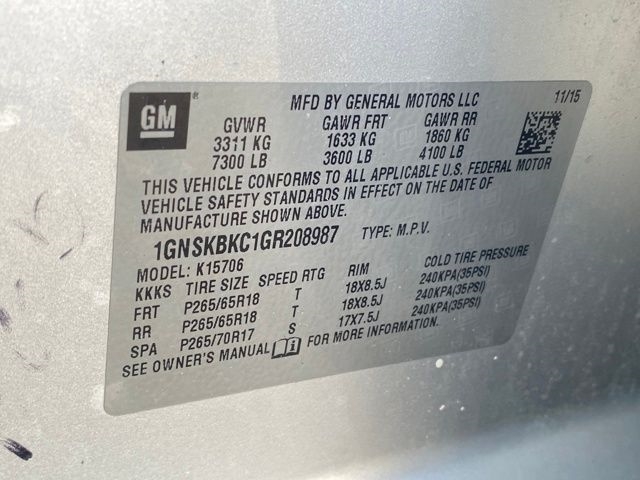 GM ® MFD BY GENERAL MOTORS LLC 11/15
GVWR GAWR FRT GAWR RR
3311 KG 1633 KG 1860 KG
7300 LB 3600 LB 4100 LB
THIS VEHICLE CONFORMS TO ALL APPLICABLE U.S. FEDERAL MOTOR
VEHICLE SAFETY STANDARDS IN EFFECT ON THE DATE OF
MANUFACTURE SHOWN ABOVE.
1GNSKBKC1GR208987 TYPE: M.P.V.
MODEL: K15706
KKKS TIRE SIZE SPEED RTG RIM COLD TIRE PRESSURE
FRT P265/65R18 T 18X8.5J 240KPA(35PSI)
RR P265/65R18 T 18X8.5J 240KPA(35PSI)
SPA P265/70R17 S 17X7.5J 240KPA(35PSI)
SEE OWNER'S MANUAL FOR MORE INFORMATION.